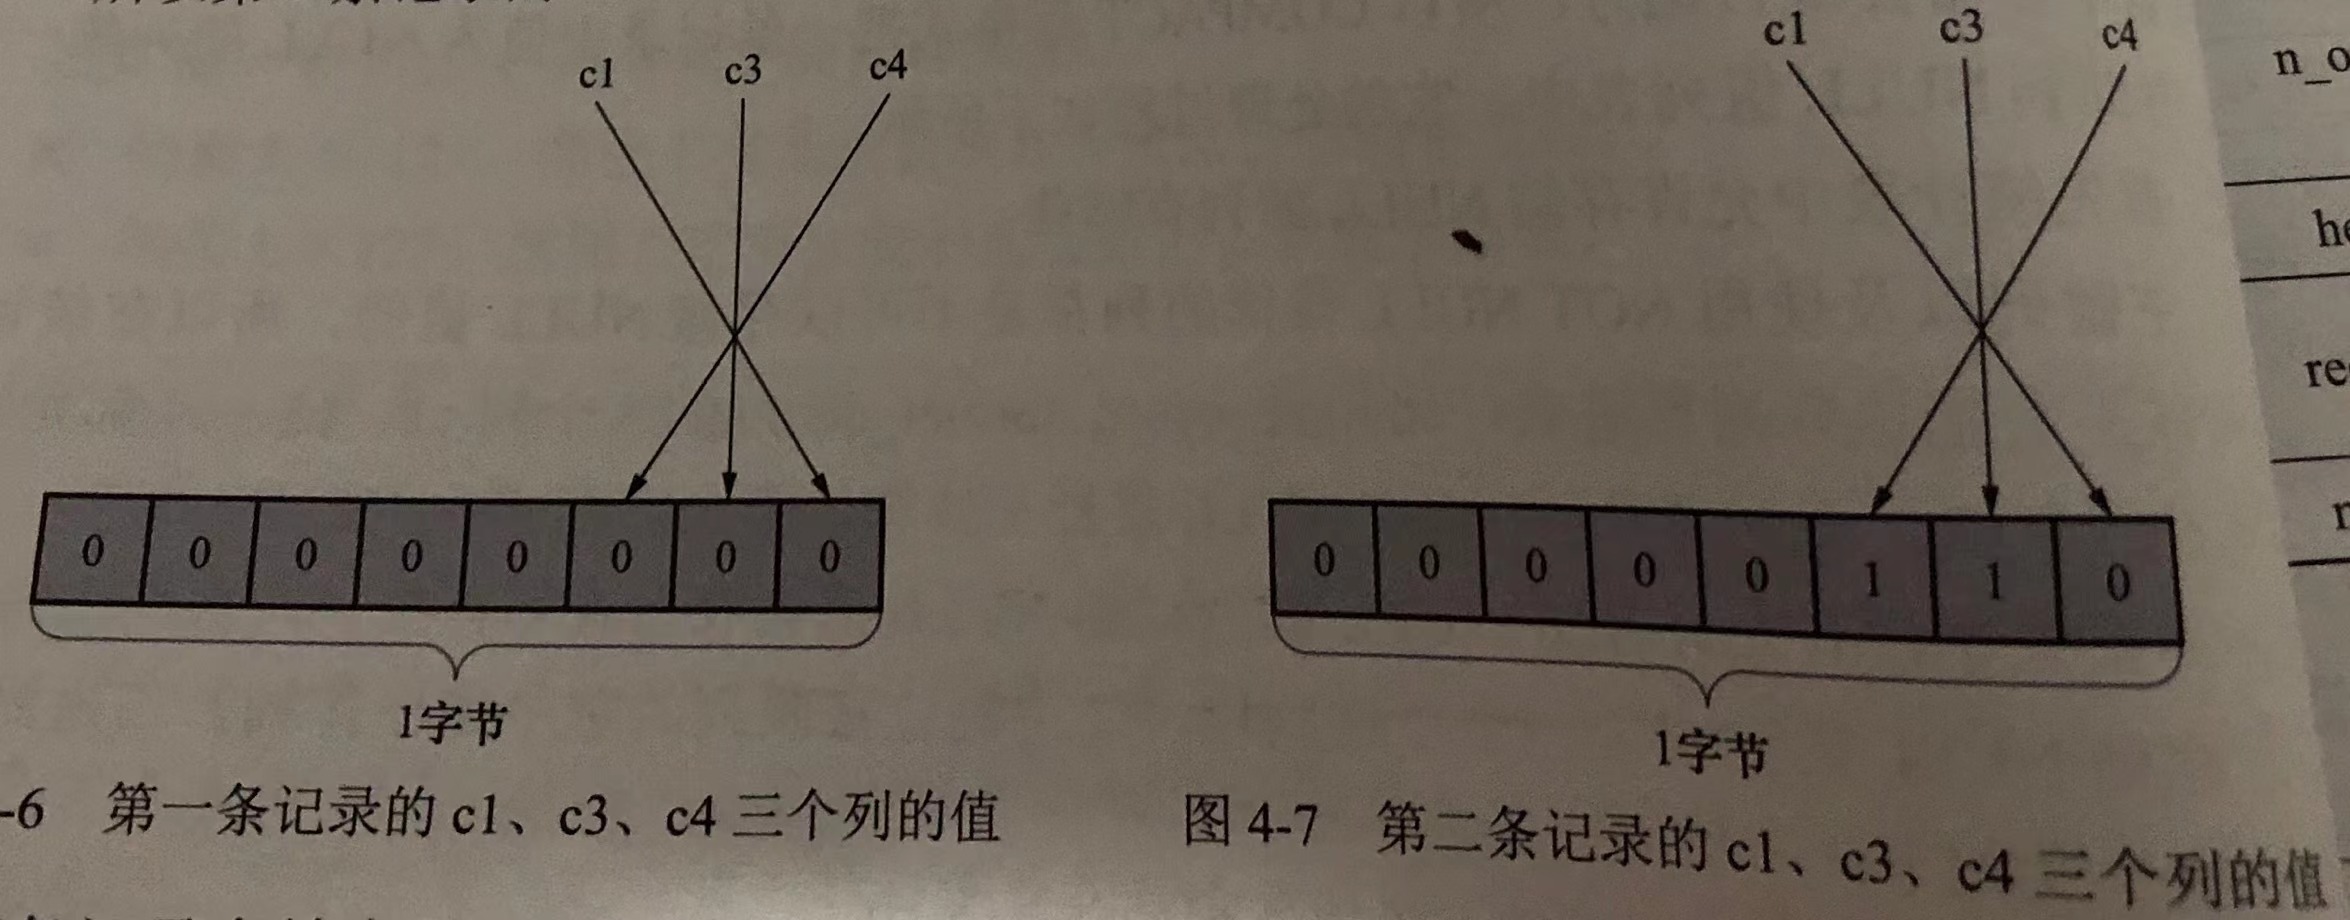 c1 c3 c4
0 0 0 0 0 0 0 0
1字节
-6 第一条记录的 c1、c3、c4 三个列的值
c1 c3 c4
0 0 0 0 0 1 1 0
1字节
图 4-7 第二条记录的 c1、c3、c4 三个列的值
n_o
he
re